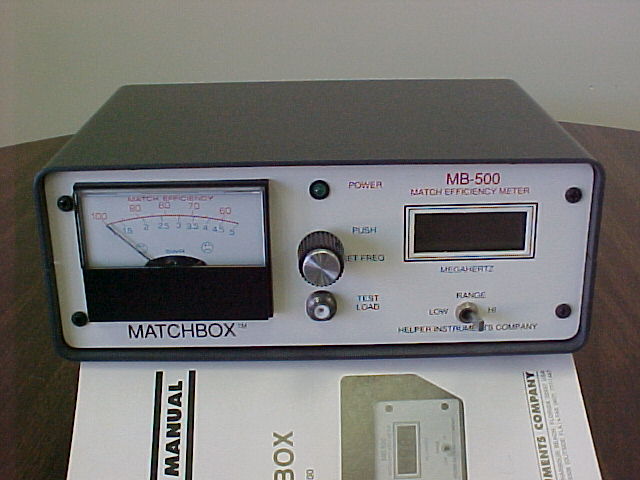 MATCH EFFICIENCY
100 90 80 70 60
1.5 2 2.5 3 3.5 4 4.5 5
POWER
PUSH
SET FREQ
TEST
LOAD
MATCHBOX™
MB-500
MATCH EFFICIENCY METER
MEGAHERTZ
RANGE
LOW HI
HELPER INSTRUMENTS COMPANY
MANUAL
BOX
MENTS COMPANY